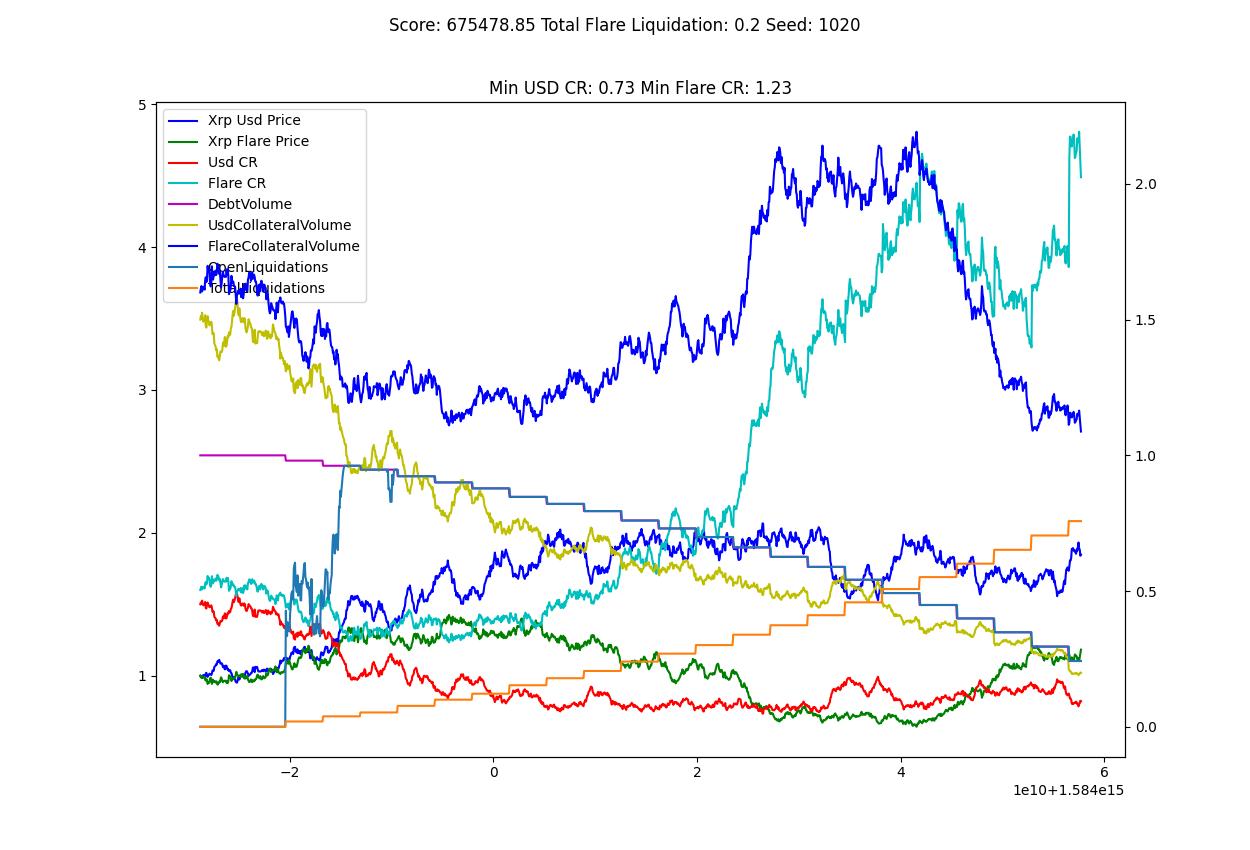 Score: 675478.85 Total Flare Liquidation: 0.2 Seed: 1020
Min USD CR: 0.73 Min Flare CR: 1.23
Xrp Usd Price
Xrp Flare Price
Usd CR
Flare CR
DebtVolume
UsdCollateralVolume
FlareCollateralVolume
OpenLiquidations
TotalLiquidations
5
4
3
2
1
2.0
1.5
1.0
0.5
0.0
−2
0
2
4
6
1e10+1.584e15